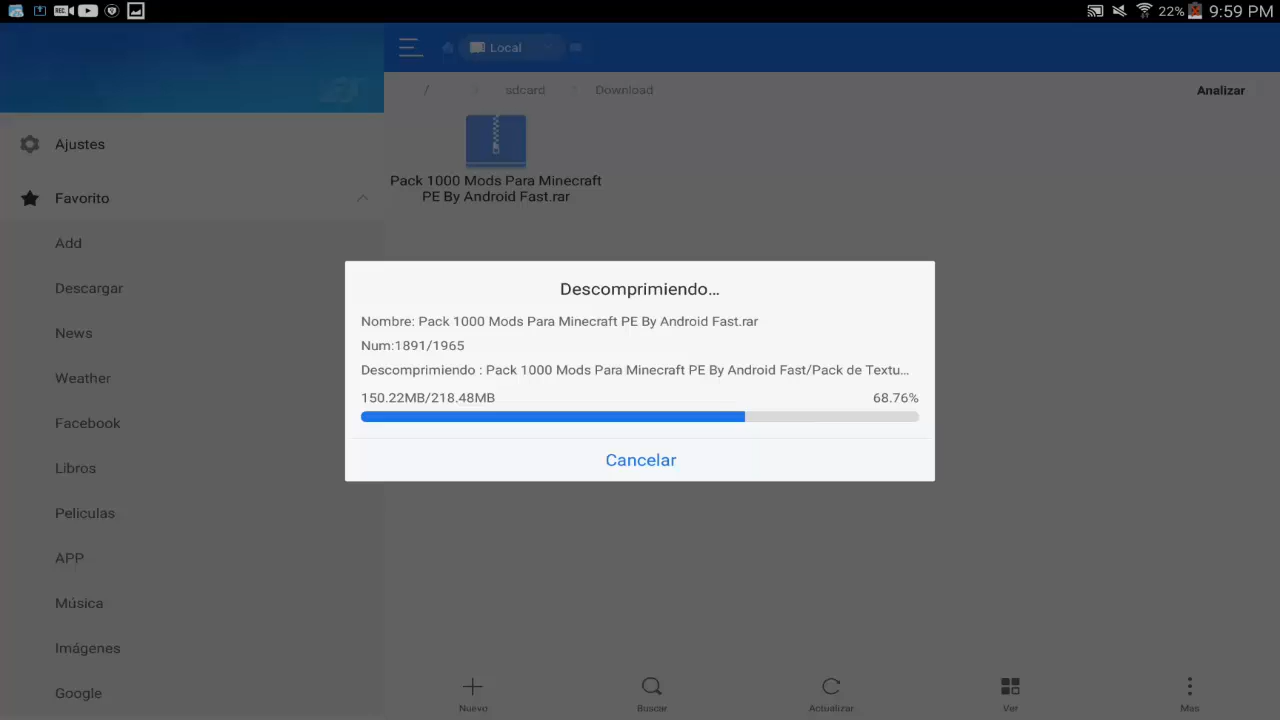 REC
22%
9:59 PM
Local
/
sdcard
Download
Analizar
Ajustes
Favorito
Add
Descargar
News
Weather
Facebook
Libros
Peliculas
APP
Música
Imágenes
Google
Pack 1000 Mods Para Minecraft
PE By Android Fast.rar
Descomprimiendo...
Nombre: Pack 1000 Mods Para Minecraft PE By Android Fast.rar
Num:1891/1965
Descomprimiendo : Pack 1000 Mods Para Minecraft PE By Android Fast/Pack de Textu...
150.22MB/218.48MB
68.76%
Cancelar
Nuevo
Buscar
Actualizar
Ver
Mas